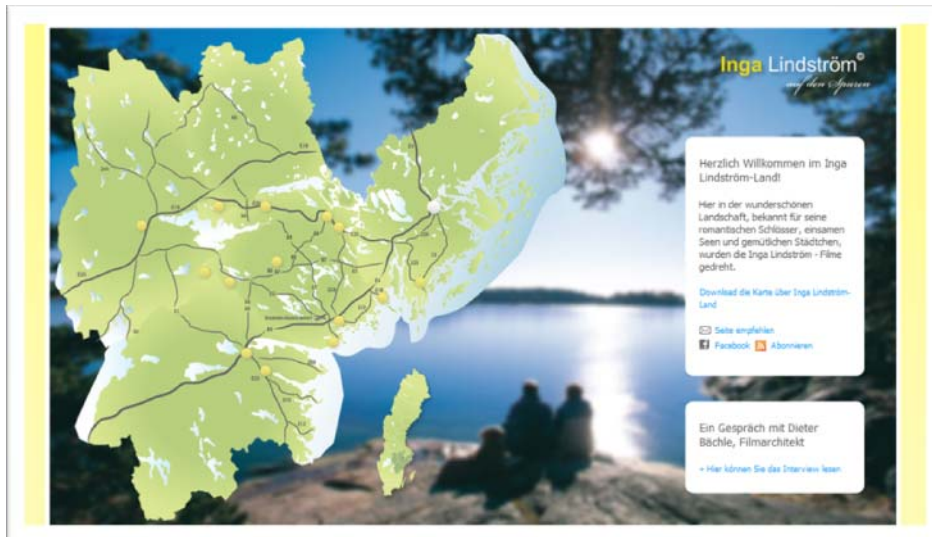 Inga Lindström©
auf den Spuren
Herzlich Willkommen im Inga
Lindström-Land!
Hier in der wunderschönen
Landschaft, bekannt für seine
romantischen Schlösser, einsamen
Seen und gemütlichen Städtchen,
wurden die Inga Lindström - Filme
gedreht.
Download die Karte über Inga Lindström-
Land
Seite empfehlen
Facebook Abonnieren
Ein Gespräch mit Dieter
Bächle, Filmarchitekt
» Hier können Sie das Interview lesen